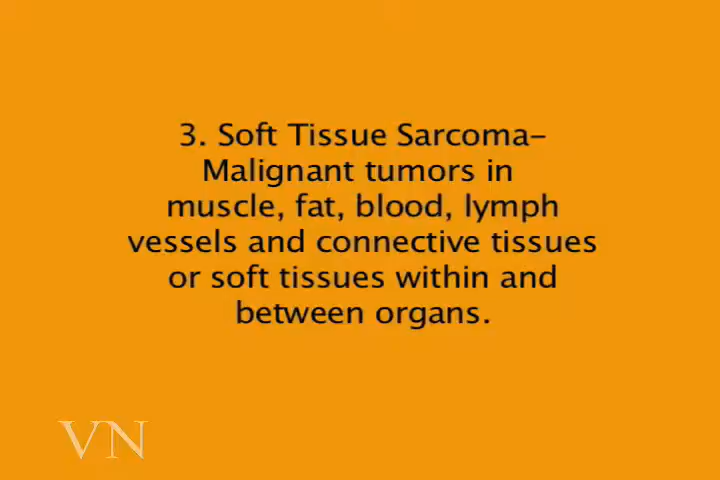 3. Soft Tissue Sarcoma-
Malignant tumors in
muscle, fat, blood, lymph
vessels and connective tissues
or soft tissues within and
between organs.
VN